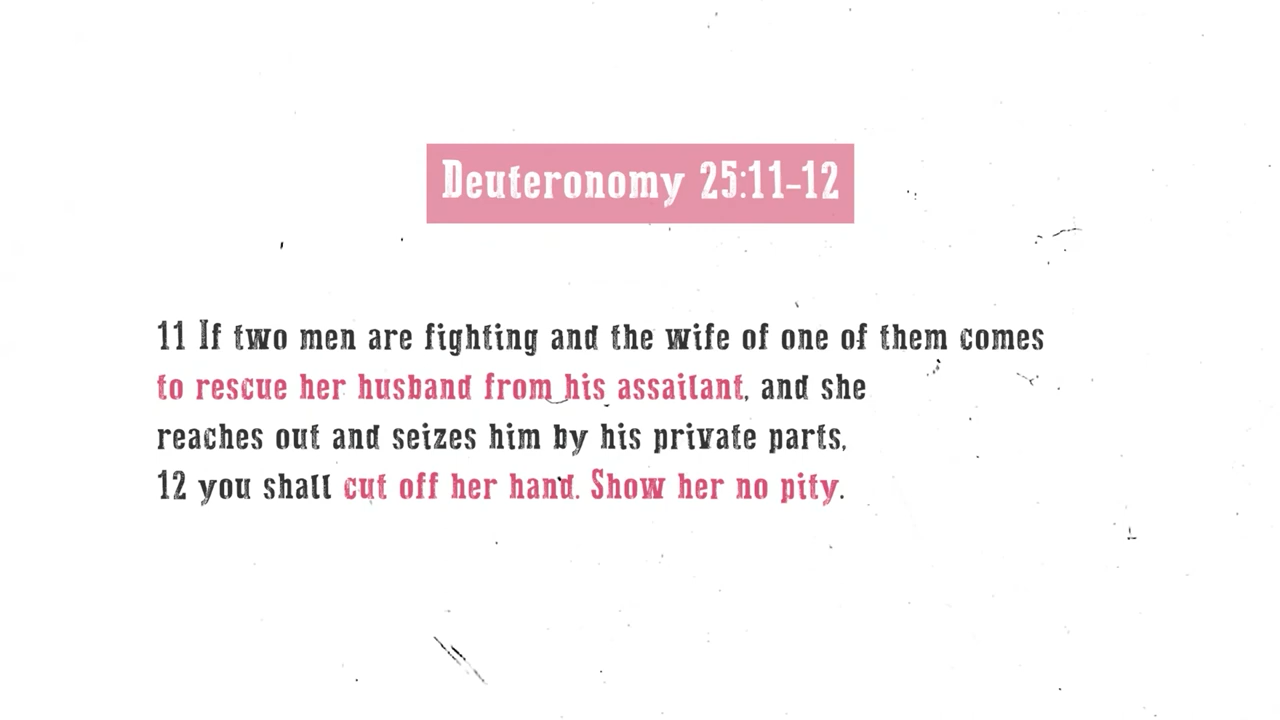 Deuteronomy 25:11-12
11 If two men are fighting and the wife of one of them comes
to rescue her husband from his assailant, and she
reaches out and seizes him by his private parts,
12 you shall cut off her hand. Show her no pity.